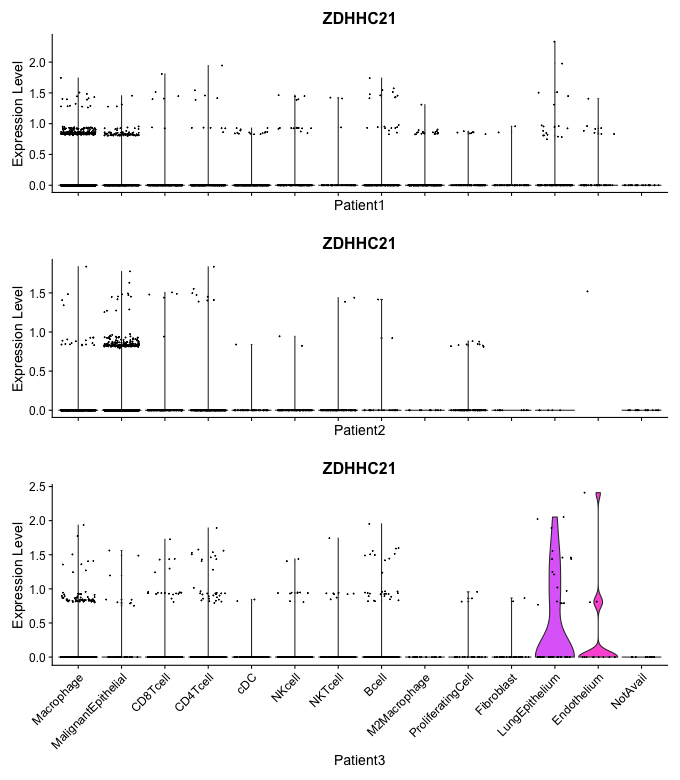 ZDHHC21
Expression Level
2.0
1.5
1.0
0.5
0.0
Patient1
ZDHHC21
Expression Level
1.5
1.0
0.5
0.0
Patient2
ZDHHC21
Expression Level
2.5
2.0
1.5
1.0
0.5
0.0
Macrophage
MalignantEpithelial
CD8Tcell
CD4Tcell
cDC
NKcell
NKTcell
Bcell
M2Macrophage
ProliferatingCell
Fibroblast
LungEpithelium
Endothelium
NotAvail
Patient3